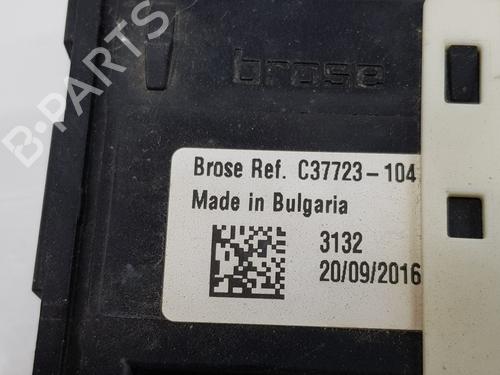 brose
B-PARTS
Brose Ref. C37723-104
Made in Bulgaria
3132
20/09/2016